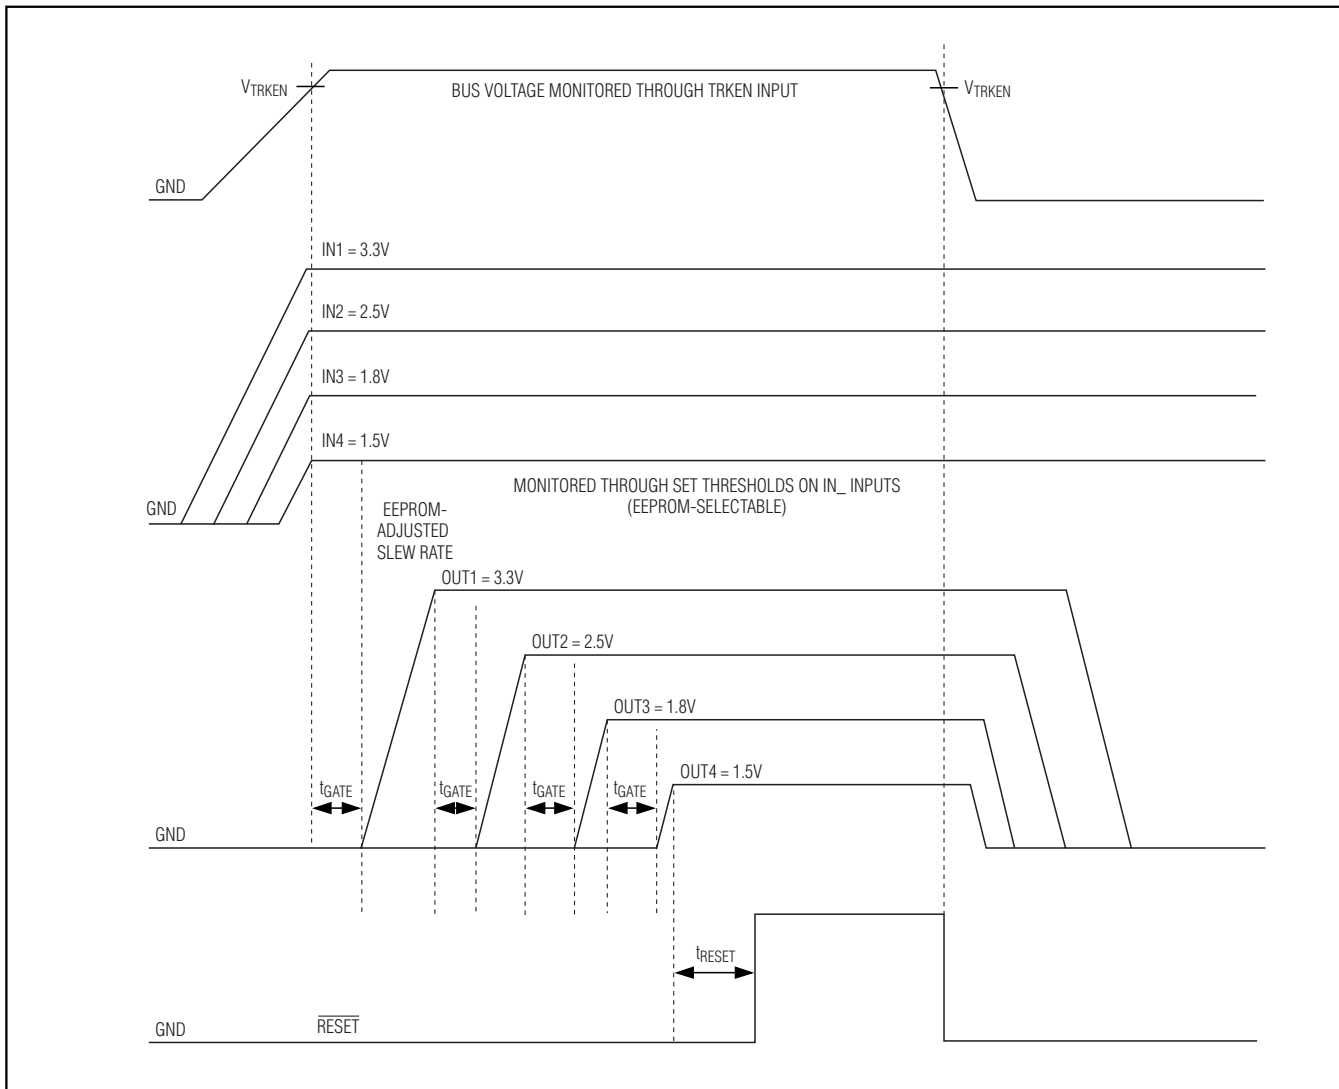 VTRKEN
BUS VOLTAGE MONITORED THROUGH TRKEN INPUT
VTRKEN
GND
IN1 = 3.3V
IN2 = 2.5V
IN3 = 1.8V
IN4 = 1.5V
MONITORED THROUGH SET THRESHOLDS ON IN_ INPUTS
(EEPROM-SELECTABLE)
GND
EEPROM-
ADJUSTED
SLEW RATE
OUT1 = 3.3V
OUT2 = 2.5V
OUT3 = 1.8V
OUT4 = 1.5V
tGATE
tGATE
tGATE
tGATE
GND
tRESET
GND
RESET